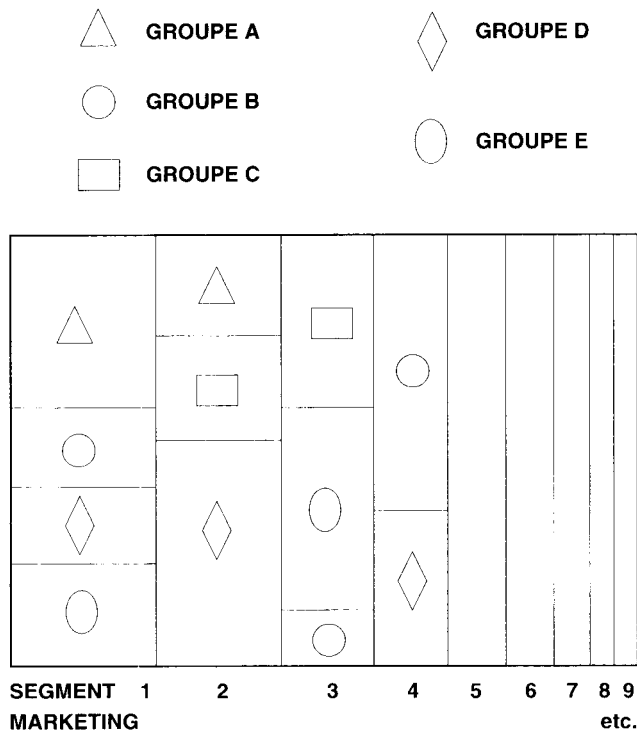 GROUPE A
GROUPE D
GROUPE B
GROUPE E
GROUPE C
SEGMENT 1 2 3 4 5 6 7 8 9
MARKETING etc.